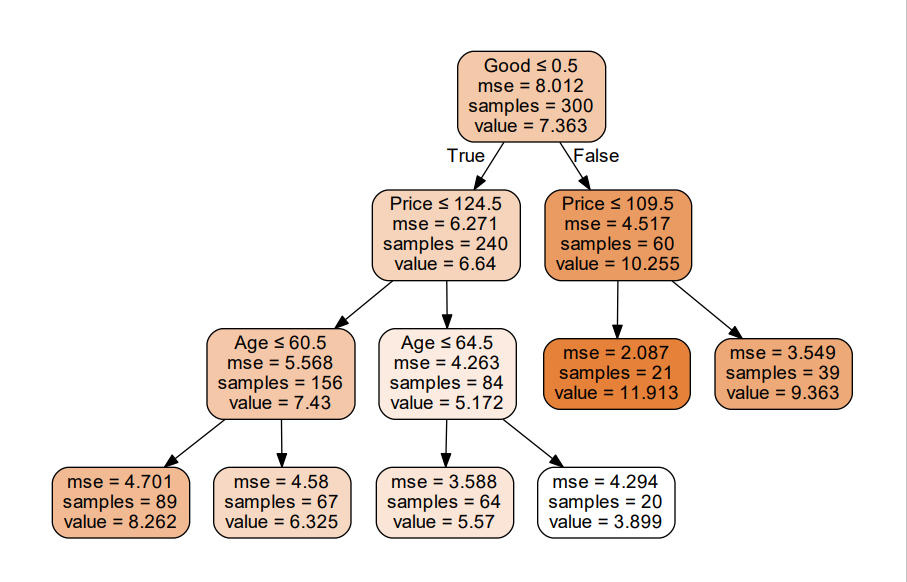 Good ≤ 0.5
mse = 8.012
samples = 300
value = 7.363
True
False
Price ≤ 124.5
mse = 6.271
samples = 240
value = 6.64
Price ≤ 109.5
mse = 4.517
samples = 60
value = 10.255
Age ≤ 60.5
mse = 5.568
samples = 156
value = 7.43
Age ≤ 64.5
mse = 4.263
samples = 84
value = 5.172
mse = 2.087
samples = 21
value = 11.913
mse = 3.549
samples = 39
value = 9.363
mse = 4.701
samples = 89
value = 8.262
mse = 4.58
samples = 67
value = 6.325
mse = 3.588
samples = 64
value = 5.57
mse = 4.294
samples = 20
value = 3.899